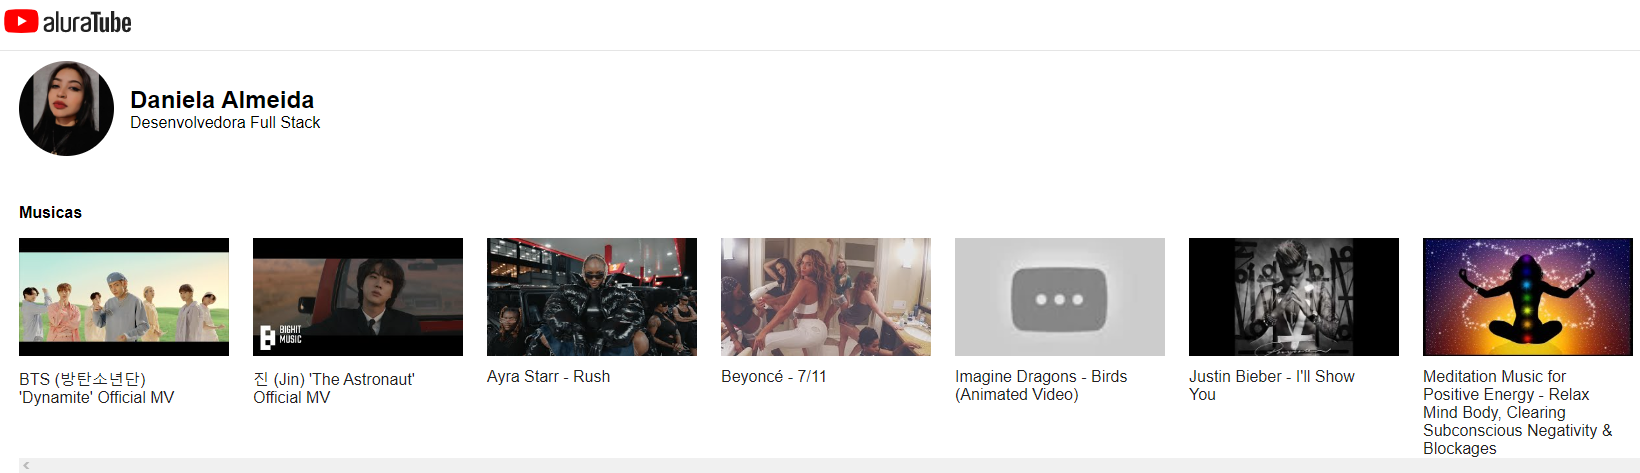 aluraTube
Daniela Almeida
Desenvolvedora Full Stack
Musicas
BIGHIT
MUSIC
BTS (방탄소년단)
'Dynamite' Official MV
진 (Jin) 'The Astronaut'
Official MV
Ayra Starr - Rush
Beyoncé - 7/11
Imagine Dragons - Birds
(Animated Video)
Justin Bieber - I'll Show
You
Meditation Music for
Positive Energy - Relax
Mind Body, Clearing
Subconscious Negativity &
Blockages